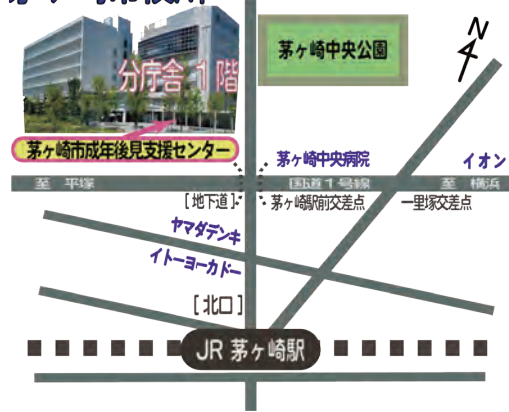 茅ヶ崎中央公園
N
分庁舎1階
茅ヶ崎市成年後見支援センター
茅ヶ崎中央病院
イオン
至 平塚
国道1号線
至 横浜
[地下道]
茅ヶ崎駅前交差点
一里塚交差点
ヤマダデンキ
イトーヨーカドー
[北口]
JR 茅ヶ崎駅